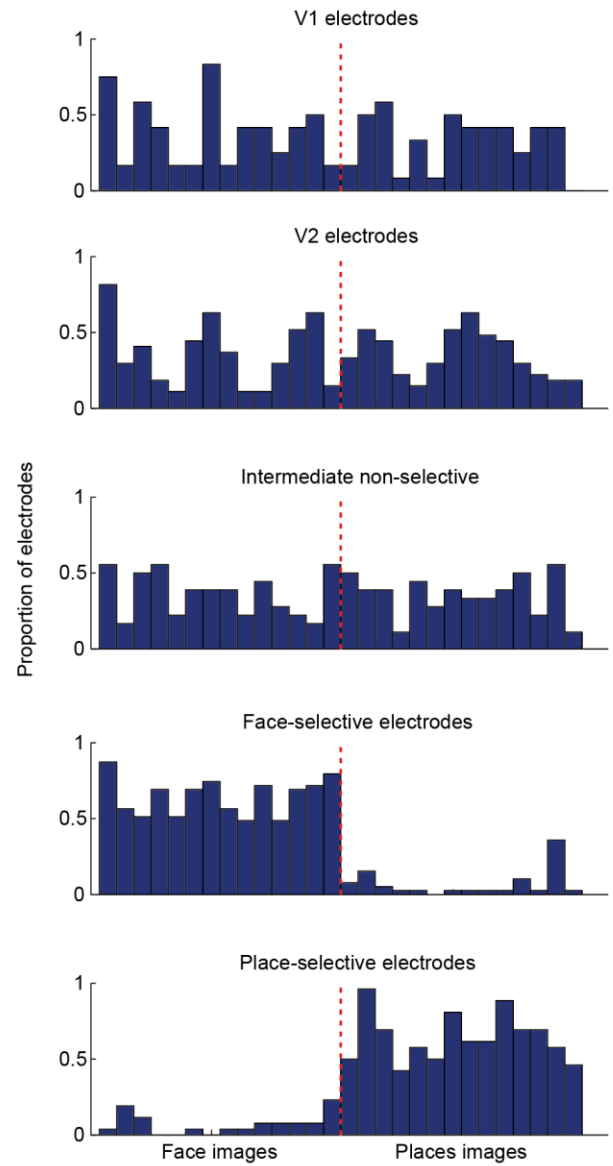 V1 electrodes
1
0.5
0
V2 electrodes
1
0.5
0
Intermediate non-selective
1
0.5
0
Proportion of electrodes
Face-selective electrodes
1
0.5
0
Place-selective electrodes
1
0.5
0
Face images Places images